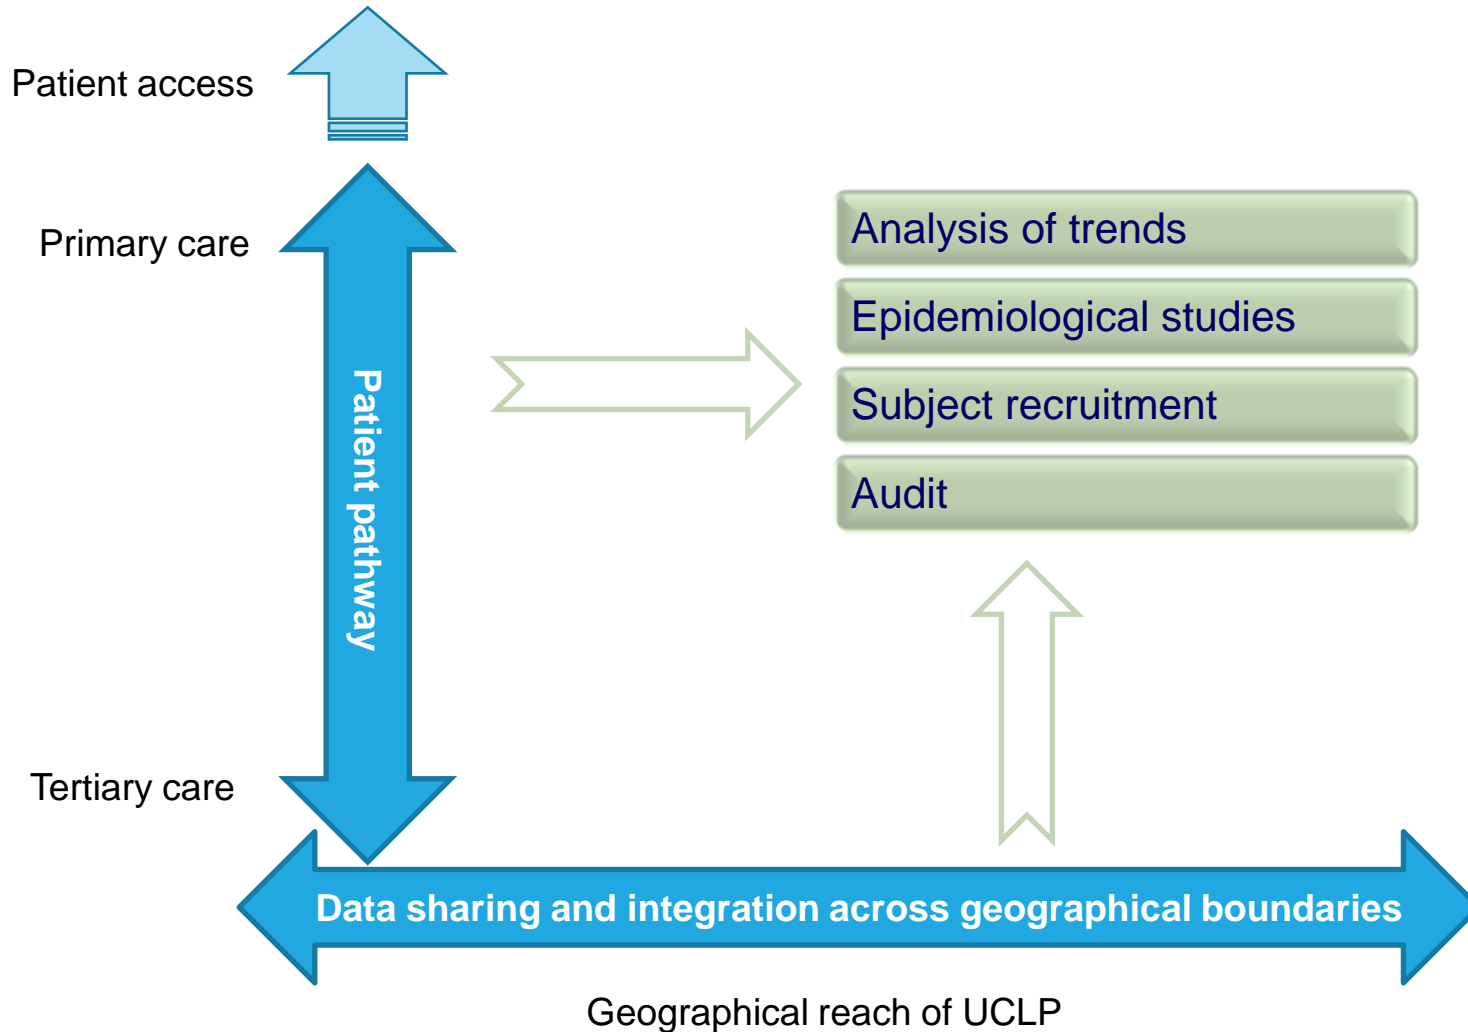 Patient access
Primary care
Analysis of trends
Epidemiological studies
Subject recruitment
Audit
Patient pathway
Tertiary care
Data sharing and integration across geographical boundaries
Geographical reach of UCLP